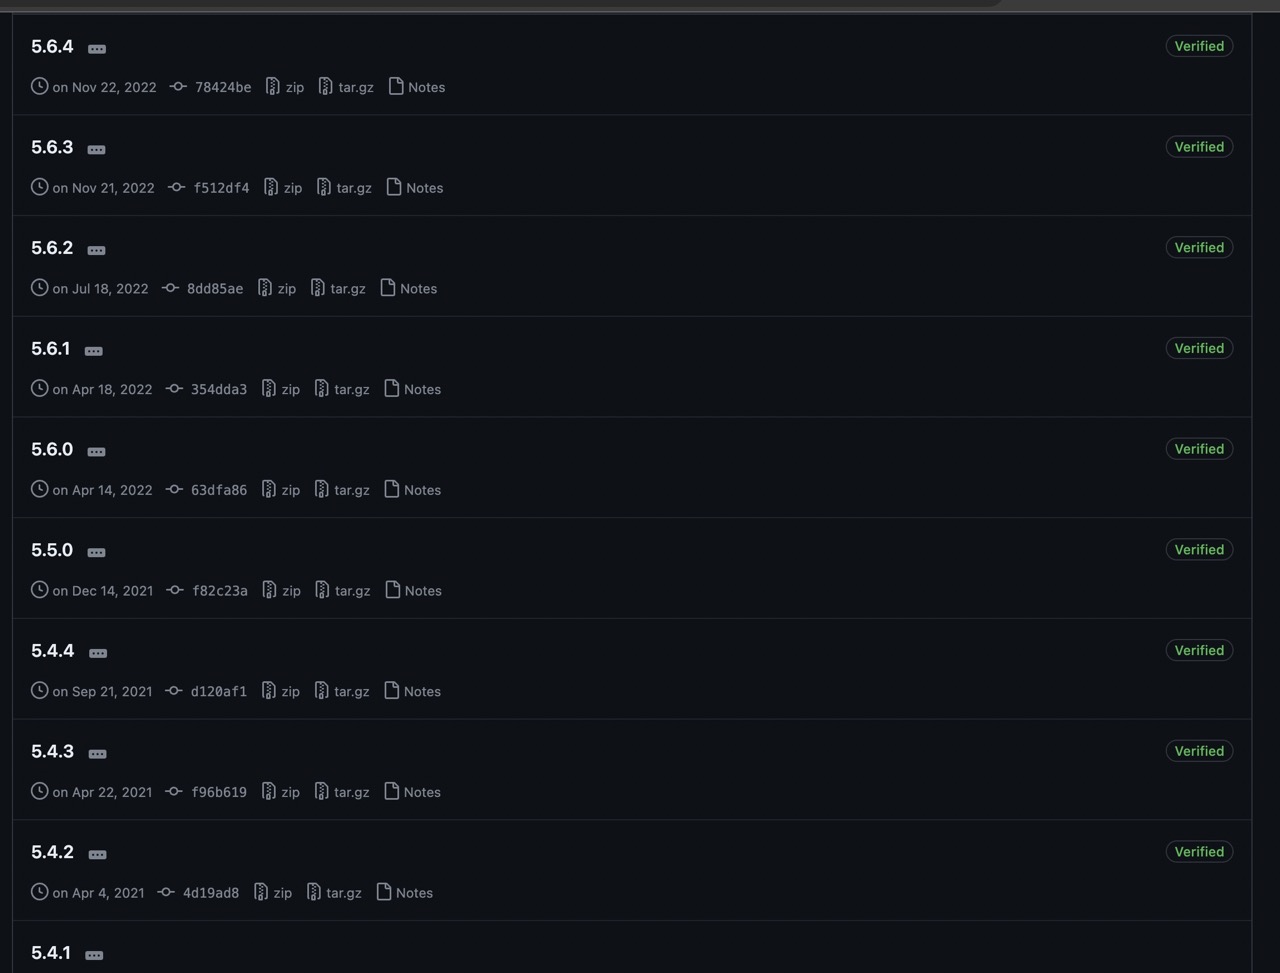 5.6.4 ... Verified
on Nov 22, 2022 78424be zip tar.gz Notes
5.6.3 ... Verified
on Nov 21, 2022 f512df4 zip tar.gz Notes
5.6.2 ... Verified
on Jul 18, 2022 8dd85ae zip tar.gz Notes
5.6.1 ... Verified
on Apr 18, 2022 354dda3 zip tar.gz Notes
5.6.0 ... Verified
on Apr 14, 2022 63dfa86 zip tar.gz Notes
5.5.0 ... Verified
on Dec 14, 2021 f82c23a zip tar.gz Notes
5.4.4 ... Verified
on Sep 21, 2021 d120af1 zip tar.gz Notes
5.4.3 ... Verified
on Apr 22, 2021 f96b619 zip tar.gz Notes
5.4.2 ... Verified
on Apr 4, 2021 4d19ad8 zip tar.gz Notes
5.4.1 ...